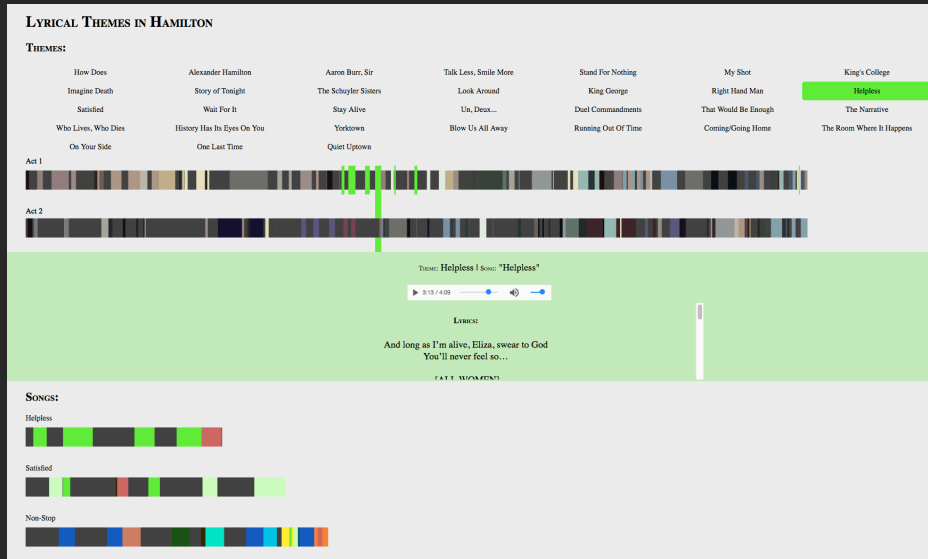 Lyrical Themes in Hamilton
Themes:
How Does Alexander Hamilton Aaron Burr, Sir Talk Less, Smile More Stand For Nothing My Shot King's College
Imagine Death Story of Tonight The Schuyler Sisters Look Around King George Right Hand Man Helpless
Satisfied Wait For It Stay Alive Un, Deux... Duel Commandments That Would Be Enough The Narrative
Who Lives, Who Dies History Has Its Eyes On You Yorktown Blow Us All Away Running Out Of Time Coming/Going Home The Room Where It Happens
On Your Side One Last Time Quiet Uptown
Act 1
Act 2
Theme: Helpless | Song: "Helpless"
3:13 / 4:09
Lyrics:
And long as I'm alive, Eliza, swear to God
You'll never feel so…
[ALL WOMEN]
Songs:
Helpless
Satisfied
Non-Stop